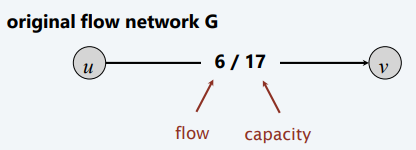 original flow network G
u 6 / 17 v
flow capacity